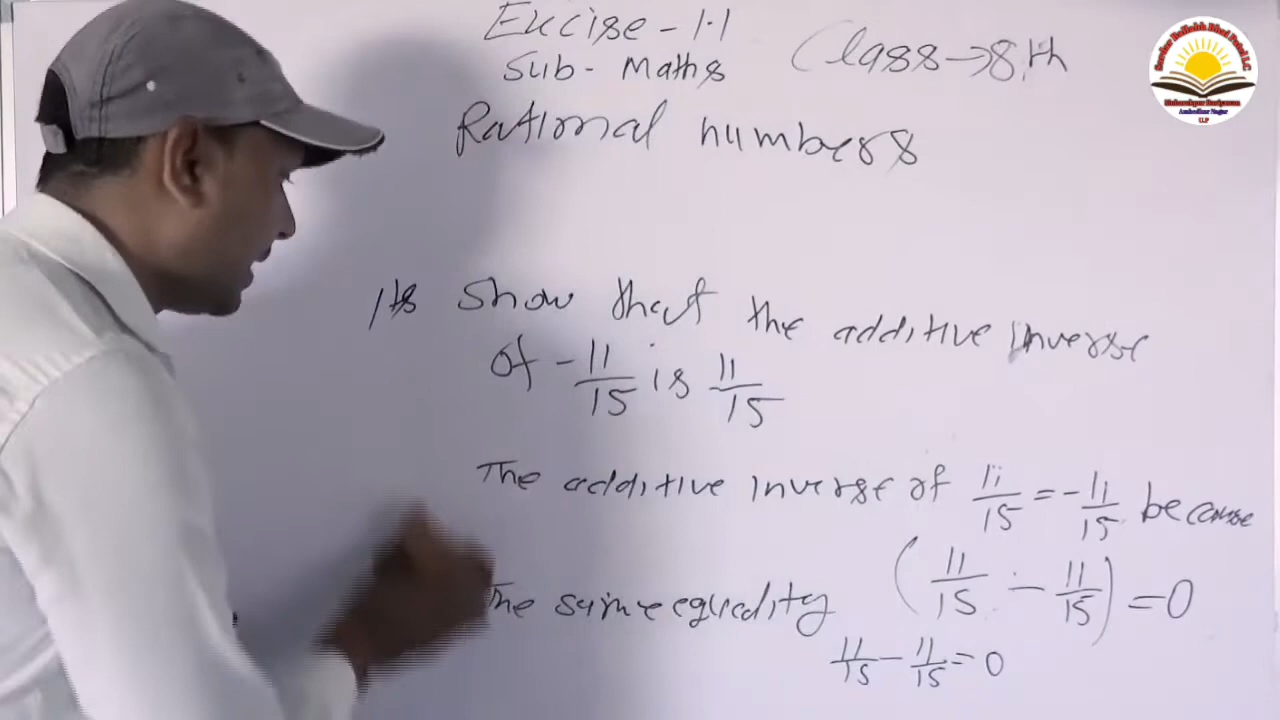 Excise - 1.1
Sub - Maths
Class → 8th
Rational numbers
Show that the additive inverse
of -11/15 is 11/15
The additive inverse of 11/15 = -11/15 because
(11/15 - 11/15) = 0
The same equality
11/15 - 11/15 = 0